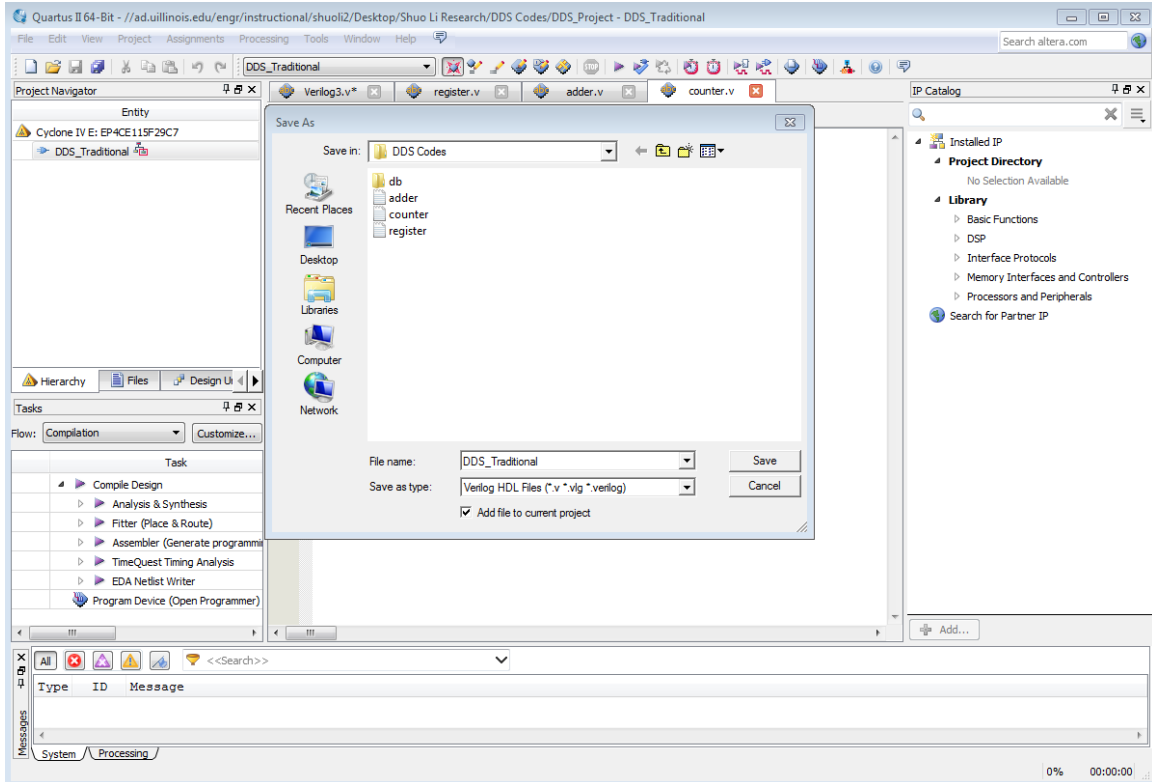 Quartus II 64-Bit - //ad.uillinois.edu/engr/instructional/shuoli2/Desktop/Shuo Li Research/DDS Codes/DDS_Project - DDS_Traditional
File Edit View Project Assignments Processing Tools Window Help
Search altera.com
DDS_Traditional
STOP
Project Navigator
Entity
Cyclone IV E: EP4CE115F29C7
DDS_Traditional
Hierarchy Files Design Ui
Tasks
Flow: Compilation Customize...
Task
Compile Design
Analysis & Synthesis
Fitter (Place & Route)
Assembler (Generate programmi
TimeQuest Timing Analysis
EDA Netlist Writer
Program Device (Open Programmer)
Verilog3.v* register.v adder.v counter.v
Save As
Save in: DDS Codes
Recent Places
Desktop
Libraries
Computer
Network
db
adder
counter
register
File name: DDS_Traditional Save
Save as type: Verilog HDL Files (*.v *.vlg *.verilog) Cancel
Add file to current project
IP Catalog
Installed IP
Project Directory
No Selection Available
Library
Basic Functions
DSP
Interface Protocols
Memory Interfaces and Controllers
Processors and Peripherals
Search for Partner IP
Add...
All <<Search>>
Type ID Message
Messages
System Processing
0% 00:00:00